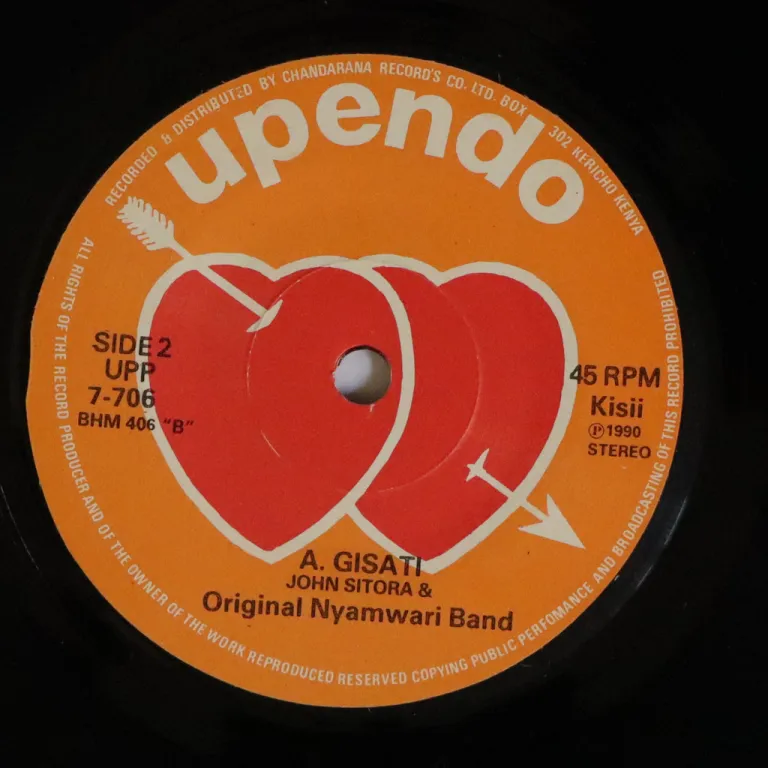 RECORDED & DISTRIBUTED BY CHANDARANA RECORD'S CO. LTD. BOX 302 KERICHO KENYA
upendo
SIDE 2
UPP
7-706
BHM 406 "B"
45 RPM
Kisii
Ⓟ1990
STEREO
A. GISATI
JOHN SITORA &
Original Nyamwari Band
ALL RIGHTS OF THE RECORD PRODUCER AND OF THE OWNER OF THE WORK REPRODUCED RESERVED COPYING PUBLIC PERFOMANCE AND BROADCASTING OF THIS RECORD PROHIBITED